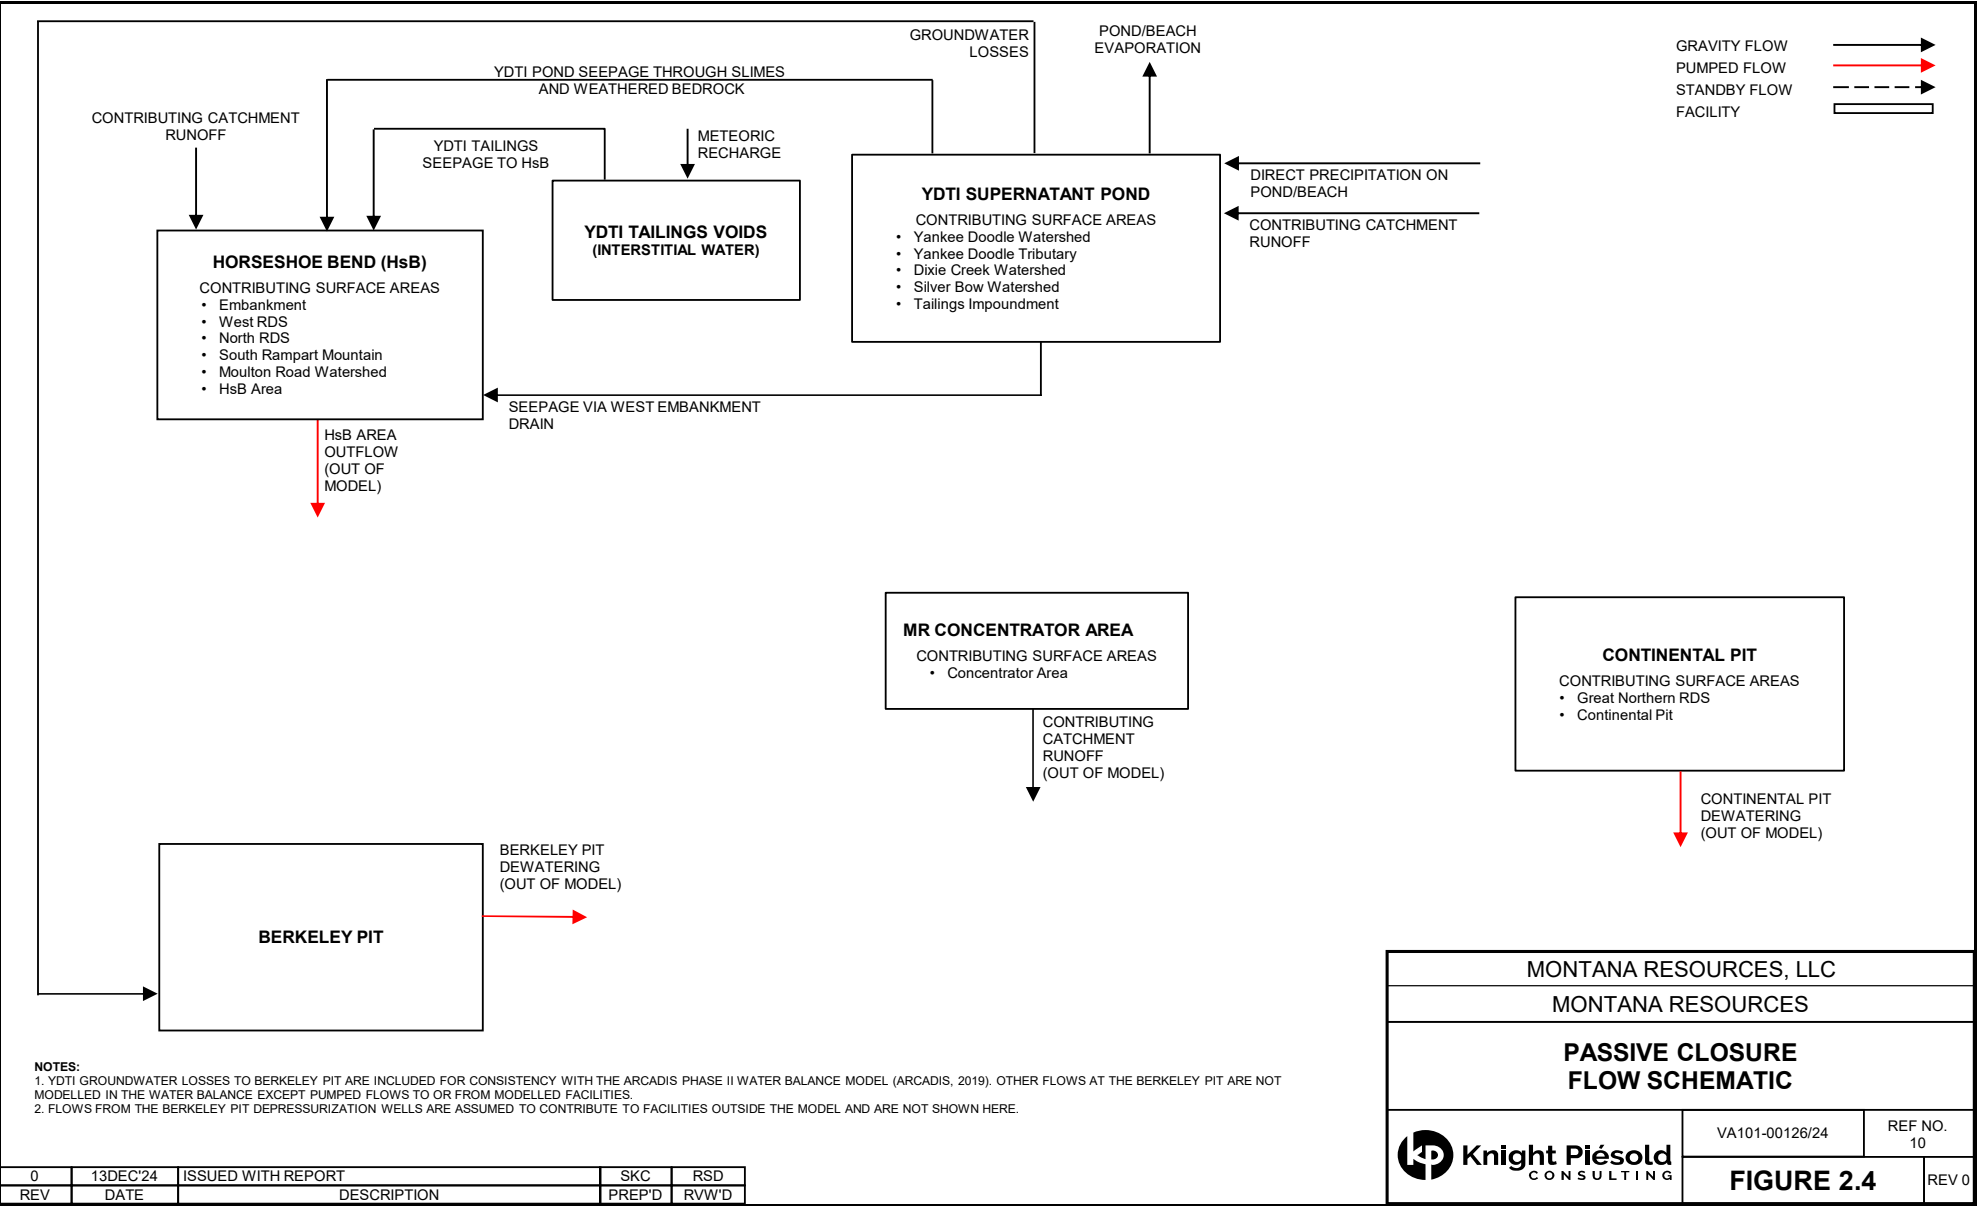 GROUNDWATER
LOSSES
POND/BEACH
EVAPORATION
GRAVITY FLOW
PUMPED FLOW
STANDBY FLOW
FACILITY
YDTI POND SEEPAGE THROUGH SLIMES
AND WEATHERED BEDROCK
CONTRIBUTING CATCHMENT
RUNOFF
YDTI TAILINGS
SEEPAGE TO HsB
METEORIC
RECHARGE
DIRECT PRECIPITATION ON
POND/BEACH
CONTRIBUTING CATCHMENT
RUNOFF
YDTI SUPERNATANT POND
CONTRIBUTING SURFACE AREAS
• Yankee Doodle Watershed
• Yankee Doodle Tributary
• Dixie Creek Watershed
• Silver Bow Watershed
• Tailings Impoundment
YDTI TAILINGS VOIDS
(INTERSTITIAL WATER)
HORSESHOE BEND (HsB)
CONTRIBUTING SURFACE AREAS
• Embankment
• West RDS
• North RDS
• South Rampart Mountain
• Moulton Road Watershed
• HsB Area
SEEPAGE VIA WEST EMBANKMENT
DRAIN
HsB AREA
OUTFLOW
(OUT OF
MODEL)
MR CONCENTRATOR AREA
CONTRIBUTING SURFACE AREAS
• Concentrator Area
CONTRIBUTING
CATCHMENT
RUNOFF
(OUT OF MODEL)
CONTINENTAL PIT
CONTRIBUTING SURFACE AREAS
• Great Northern RDS
• Continental Pit
CONTINENTAL PIT
DEWATERING
(OUT OF MODEL)
BERKELEY PIT
DEWATERING
(OUT OF MODEL)
BERKELEY PIT
NOTES:
1. YDTI GROUNDWATER LOSSES TO BERKELEY PIT ARE INCLUDED FOR CONSISTENCY WITH THE ARCADIS PHASE II WATER BALANCE MODEL (ARCADIS, 2019). OTHER FLOWS AT THE BERKELEY PIT ARE NOT
MODELLED IN THE WATER BALANCE EXCEPT PUMPED FLOWS TO OR FROM MODELLED FACILITIES.
2. FLOWS FROM THE BERKELEY PIT DEPRESSURIZATION WELLS ARE ASSUMED TO CONTRIBUTE TO FACILITIES OUTSIDE THE MODEL AND ARE NOT SHOWN HERE.
0 13DEC'24 ISSUED WITH REPORT SKC RSD
REV DATE DESCRIPTION PREP'D RVW'D
MONTANA RESOURCES, LLC
MONTANA RESOURCES
PASSIVE CLOSURE
FLOW SCHEMATIC
kp Knight Piésold
CONSULTING
VA101-00126/24
REF NO.
10
FIGURE 2.4
REV 0